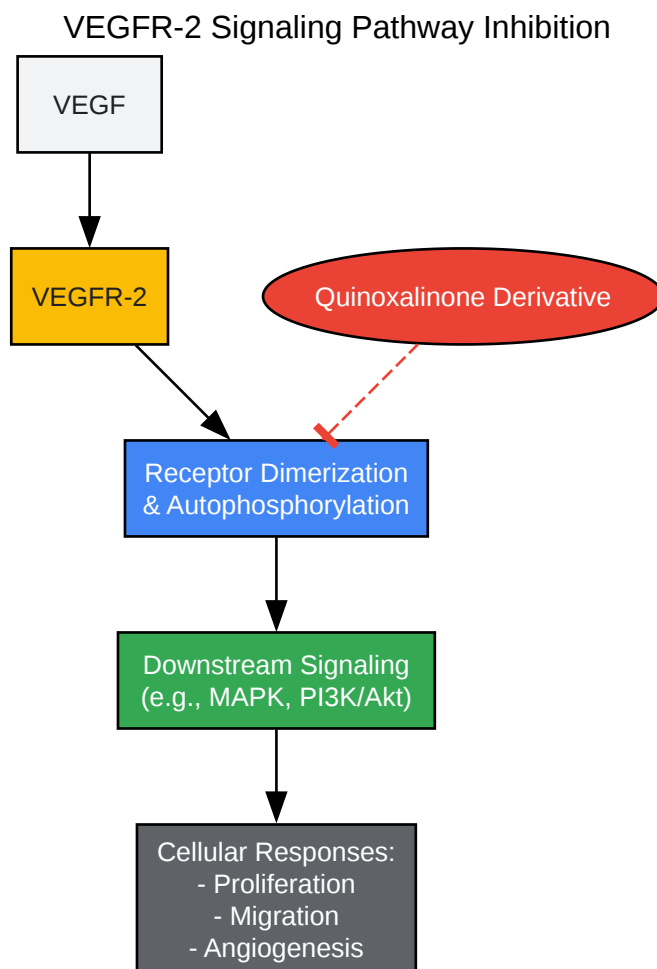 VEGFR-2 Signaling Pathway Inhibition
VEGF
VEGFR-2
Quinoxalinone Derivative
Receptor Dimerization
& Autophosphorylation
Downstream Signaling
(e.g., MAPK, PI3K/Akt)
Cellular Responses:
- Proliferation
- Migration
- Angiogenesis